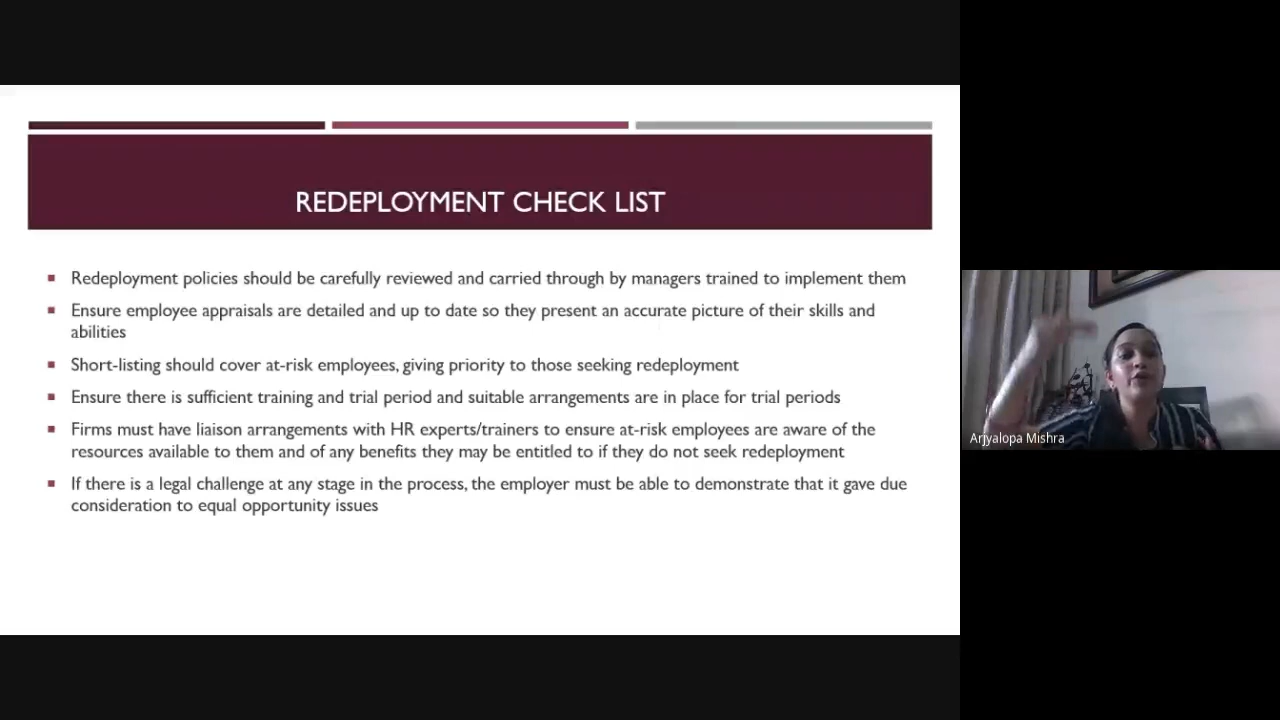 REDEPLOYMENT CHECK LIST
Redeployment policies should be carefully reviewed and carried through by managers trained to implement them
Ensure employee appraisals are detailed and up to date so they present an accurate picture of their skills and
abilities
Short-listing should cover at-risk employees, giving priority to those seeking redeployment
Ensure there is sufficient training and trial period and suitable arrangements are in place for trial periods
Firms must have liaison arrangements with HR experts/trainers to ensure at-risk employees are aware of the
resources available to them and of any benefits they may be entitled to if they do not seek redeployment
If there is a legal challenge at any stage in the process, the employer must be able to demonstrate that it gave due
consideration to equal opportunity issues
Arjyalopa Mishra